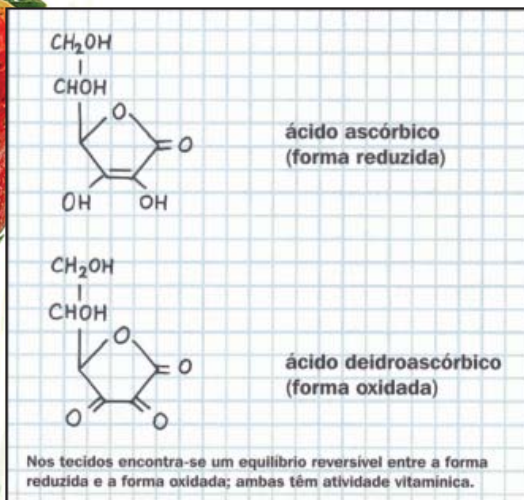 CH₂OH
CHOH
O
O
OH
OH
ácido ascórbico
(forma reduzida)
CH₂OH
CHOH
O
O
O
O
ácido deidroascórbico
(forma oxidada)
Nos tecidos encontra-se um equilíbrio reversível entre a forma
reduzida e a forma oxidada; ambas têm atividade vitamínica.